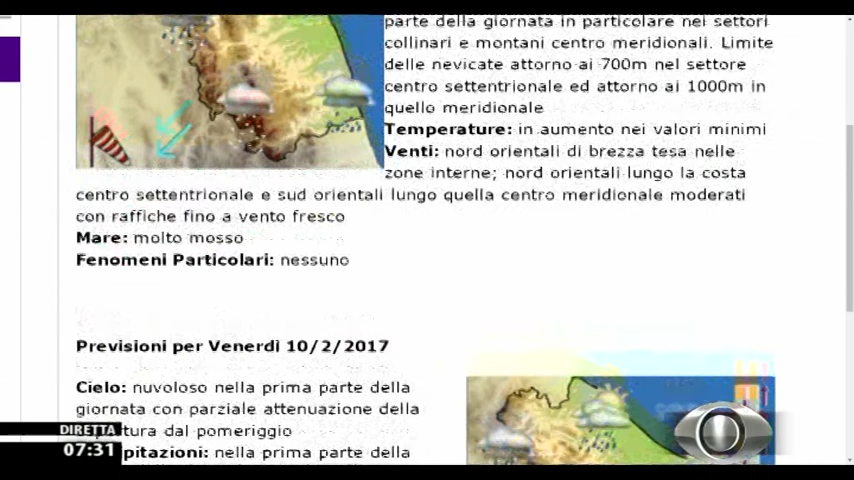 parte della giornata in particolare nei settori
collinari e montani centro meridionali. Limite
delle nevicate attorno ai 700m nel settore
centro settentrionale ed attorno ai 1000m in
quello meridionale
Temperature: in aumento nei valori minimi
Venti: nord orientali di brezza tesa nelle
zone interne; nord orientali lungo la costa
centro settentrionale e sud orientali lungo quella centro meridionale moderati
con raffiche fino a vento fresco
Mare: molto mosso
Fenomeni Particolari: nessuno
Previsioni per Venerdì 10/2/2017
Cielo: nuvoloso nella prima parte della
giornata con parziale attenuazione della
tura dal pomeriggio
pitazioni: nella prima parte della
DIRETTA
07:31